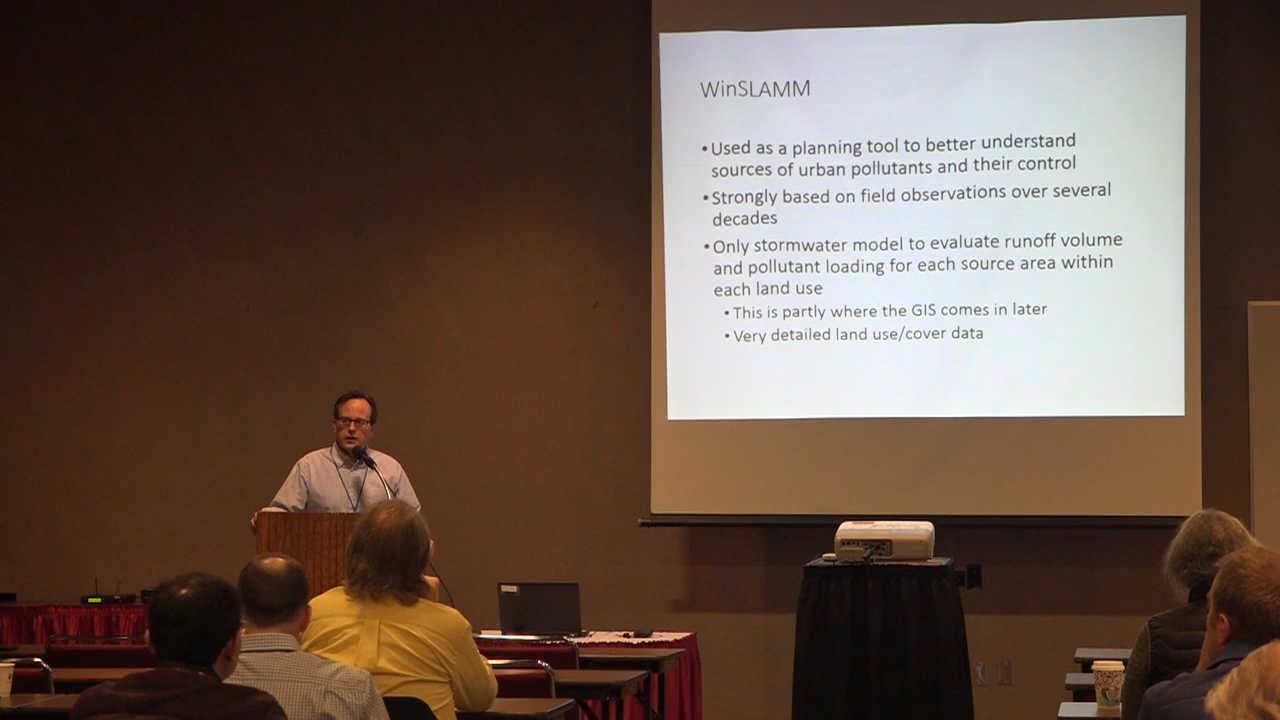 WinSLAMM
• Used as a planning tool to better understand
sources of urban pollutants and their control
• Strongly based on field observations over several
decades
• Only stormwater model to evaluate runoff volume
and pollutant loading for each source area within
each land use
• This is partly where the GIS comes in later
• Very detailed land use/cover data